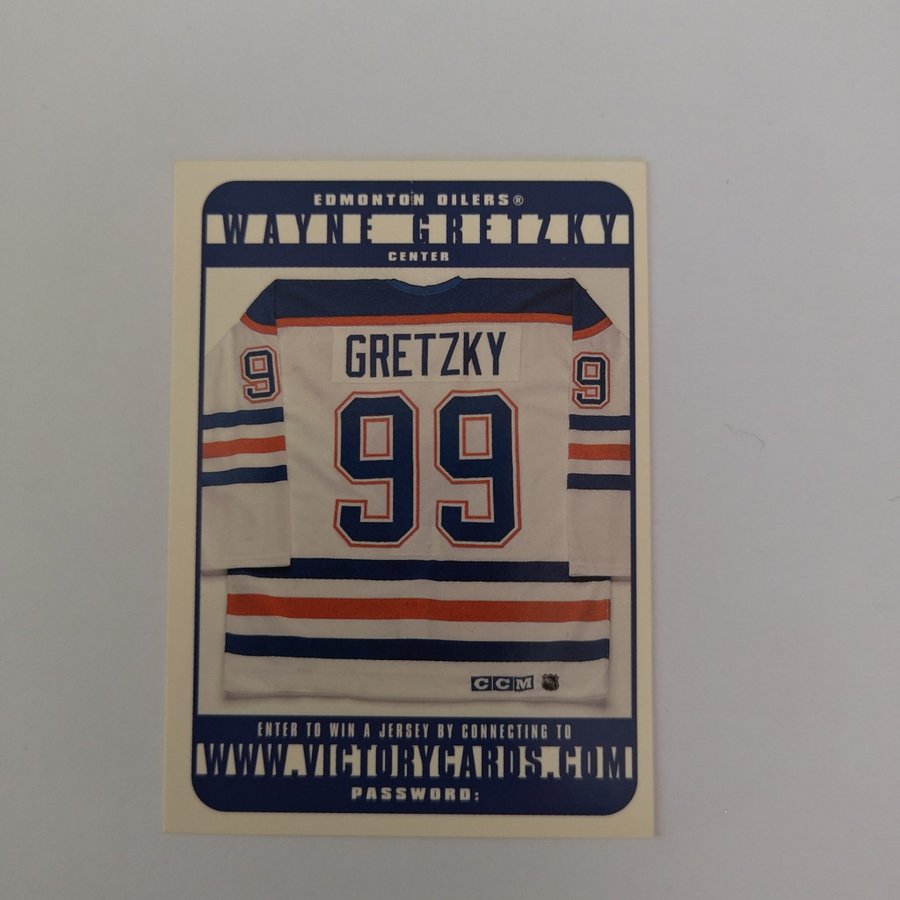 EDMONTON OILERS®
WAYNE GRETZKY
CENTER
GRETZKY
9 9
99
CCM
ENTER TO WIN A JERSEY BY CONNECTING TO
WWW.VICTORYCARDS.COM
PASSWORD: